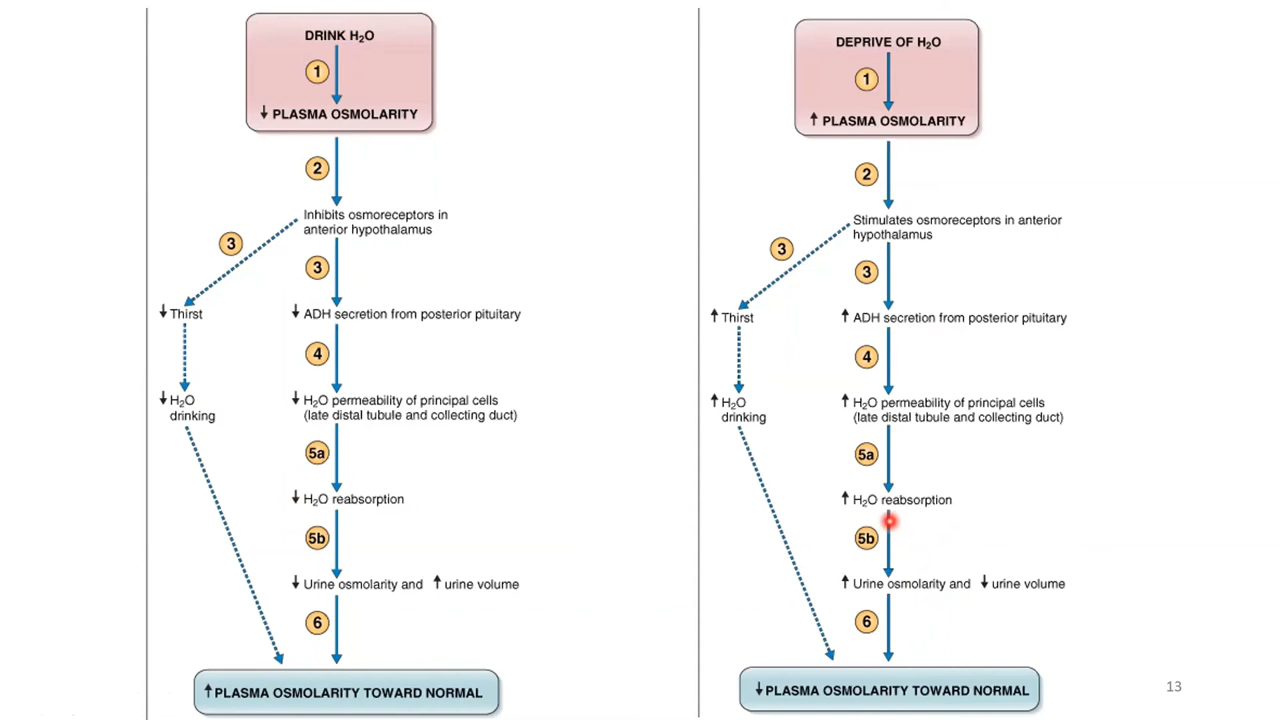 DRINK H₂O
1
↓ PLASMA OSMOLARITY
2
Inhibits osmoreceptors in
anterior hypothalamus
3
3
↓ Thirst
↓ ADH secretion from posterior pituitary
4
↓ H₂O
drinking
↓ H₂O permeability of principal cells
(late distal tubule and collecting duct)
5a
↓ H₂O reabsorption
5b
↓ Urine osmolarity and ↑ urine volume
6
↑ PLASMA OSMOLARITY TOWARD NORMAL
DEPRIVE OF H₂O
1
↑ PLASMA OSMOLARITY
2
Stimulates osmoreceptors in anterior
hypothalamus
3
3
↑ Thirst
↑ ADH secretion from posterior pituitary
4
↑ H₂O
drinking
↑ H₂O permeability of principal cells
(late distal tubule and collecting duct)
5a
↑ H₂O reabsorption
5b
↑ Urine osmolarity and ↓ urine volume
6
↓ PLASMA OSMOLARITY TOWARD NORMAL
13